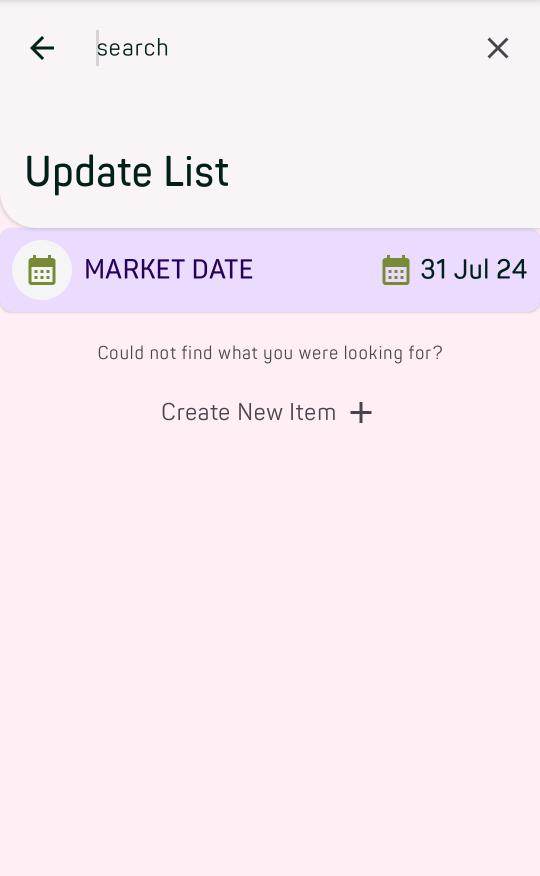 search
Update List
MARKET DATE 31 Jul 24
Could not find what you were looking for?
Create New Item +